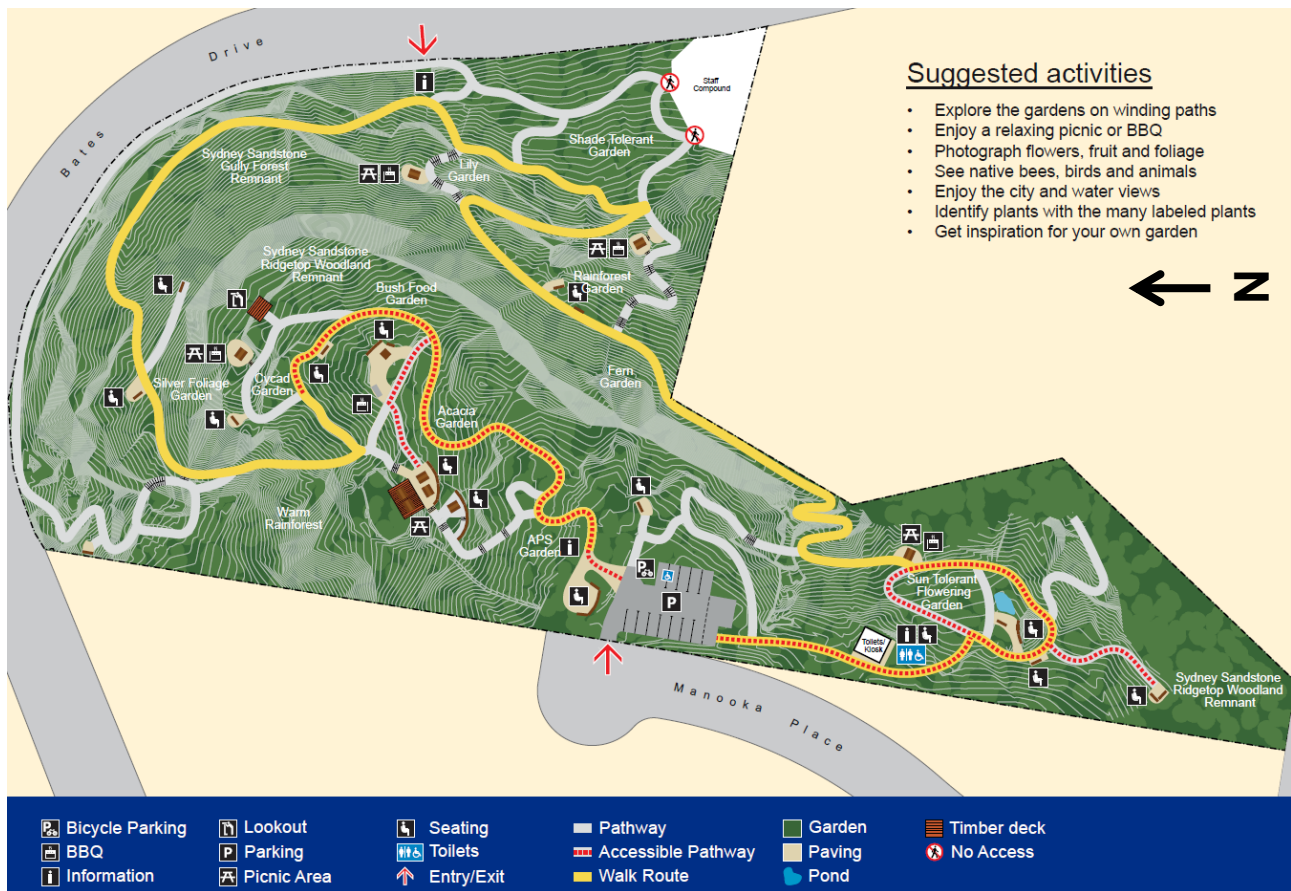 Bates Drive
Staff
Compound
Shade Tolerant
Garden
Sydney Sandstone
Gully Forest
Remnant
Lily
Garden
Sydney Sandstone
Ridgetop Woodland
Remnant
Rainforest
Garden
Bush Food
Garden
Silver Foliage
Garden
Cycad
Garden
Fern
Garden
Acacia
Garden
Warm
Rainforest
APS
Garden
P
P
Sun Tolerant
Flowering
Garden
Toilets/
Kiosk
Sydney Sandstone
Ridgetop Woodland
Remnant
Manooka Place
Suggested activities
• Explore the gardens on winding paths
• Enjoy a relaxing picnic or BBQ
• Photograph flowers, fruit and foliage
• See native bees, birds and animals
• Enjoy the city and water views
• Identify plants with the many labeled plants
• Get inspiration for your own garden
N
P Bicycle Parking
BBQ
i Information
Lookout
P Parking
Picnic Area
Seating
Toilets
Entry/Exit
Pathway
Accessible Pathway
Walk Route
Garden
Paving
Pond
Timber deck
No Access